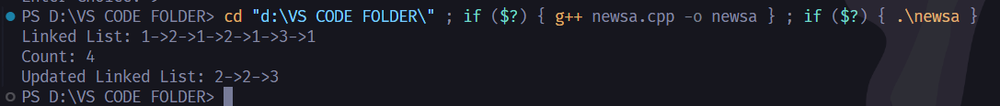 PS D:\VS CODE FOLDER> cd "d:\VS CODE FOLDER\" ; if ($?) { g++ newsa.cpp -o newsa } ; if ($?) { .\newsa }
Linked List: 1->2->1->2->1->3->1
Count: 4
Updated Linked List: 2->2->3
PS D:\VS CODE FOLDER>